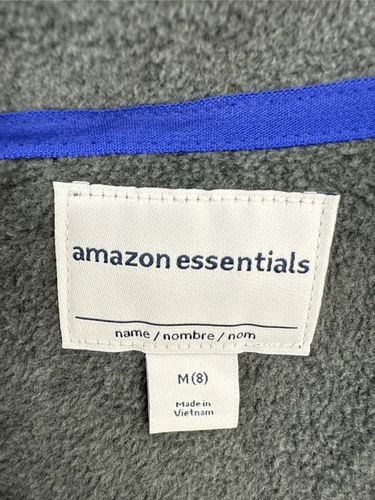 amazon essentials
name / nombre / nom
M (8)
Made in
Vietnam